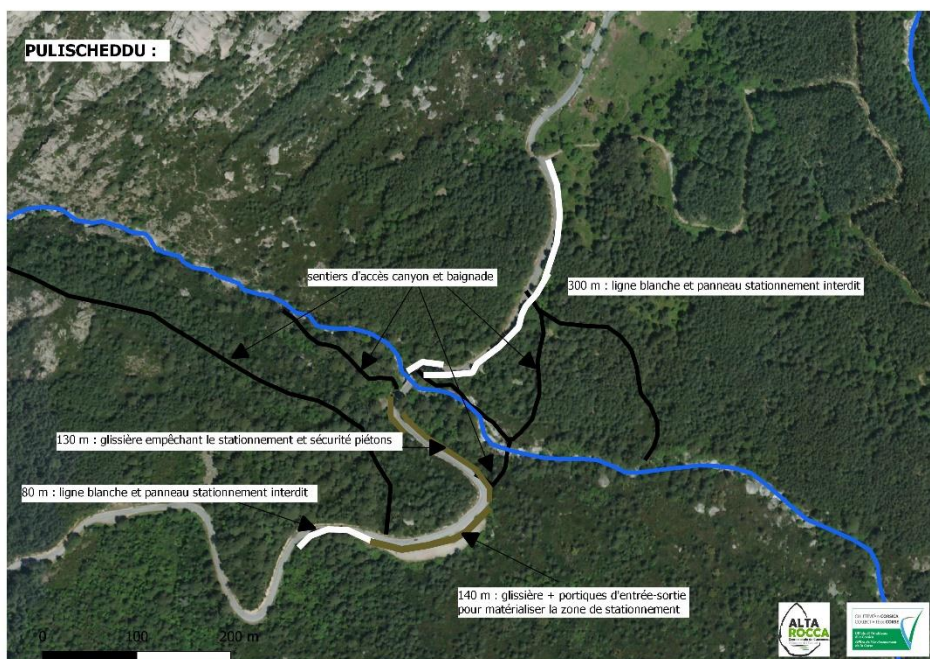 PULISCHEDDU :
sentiers d'accès canyon et baignade
300 m : ligne blanche et panneau stationnement interdit
130 m : glissière empêchant le stationnement et sécurité piétons
80 m : ligne blanche et panneau stationnement interdit
140 m : glissière + portiques d'entrée-sortie
pour matérialiser la zone de stationnement
0 100 200 m
ALTA
ROCCA